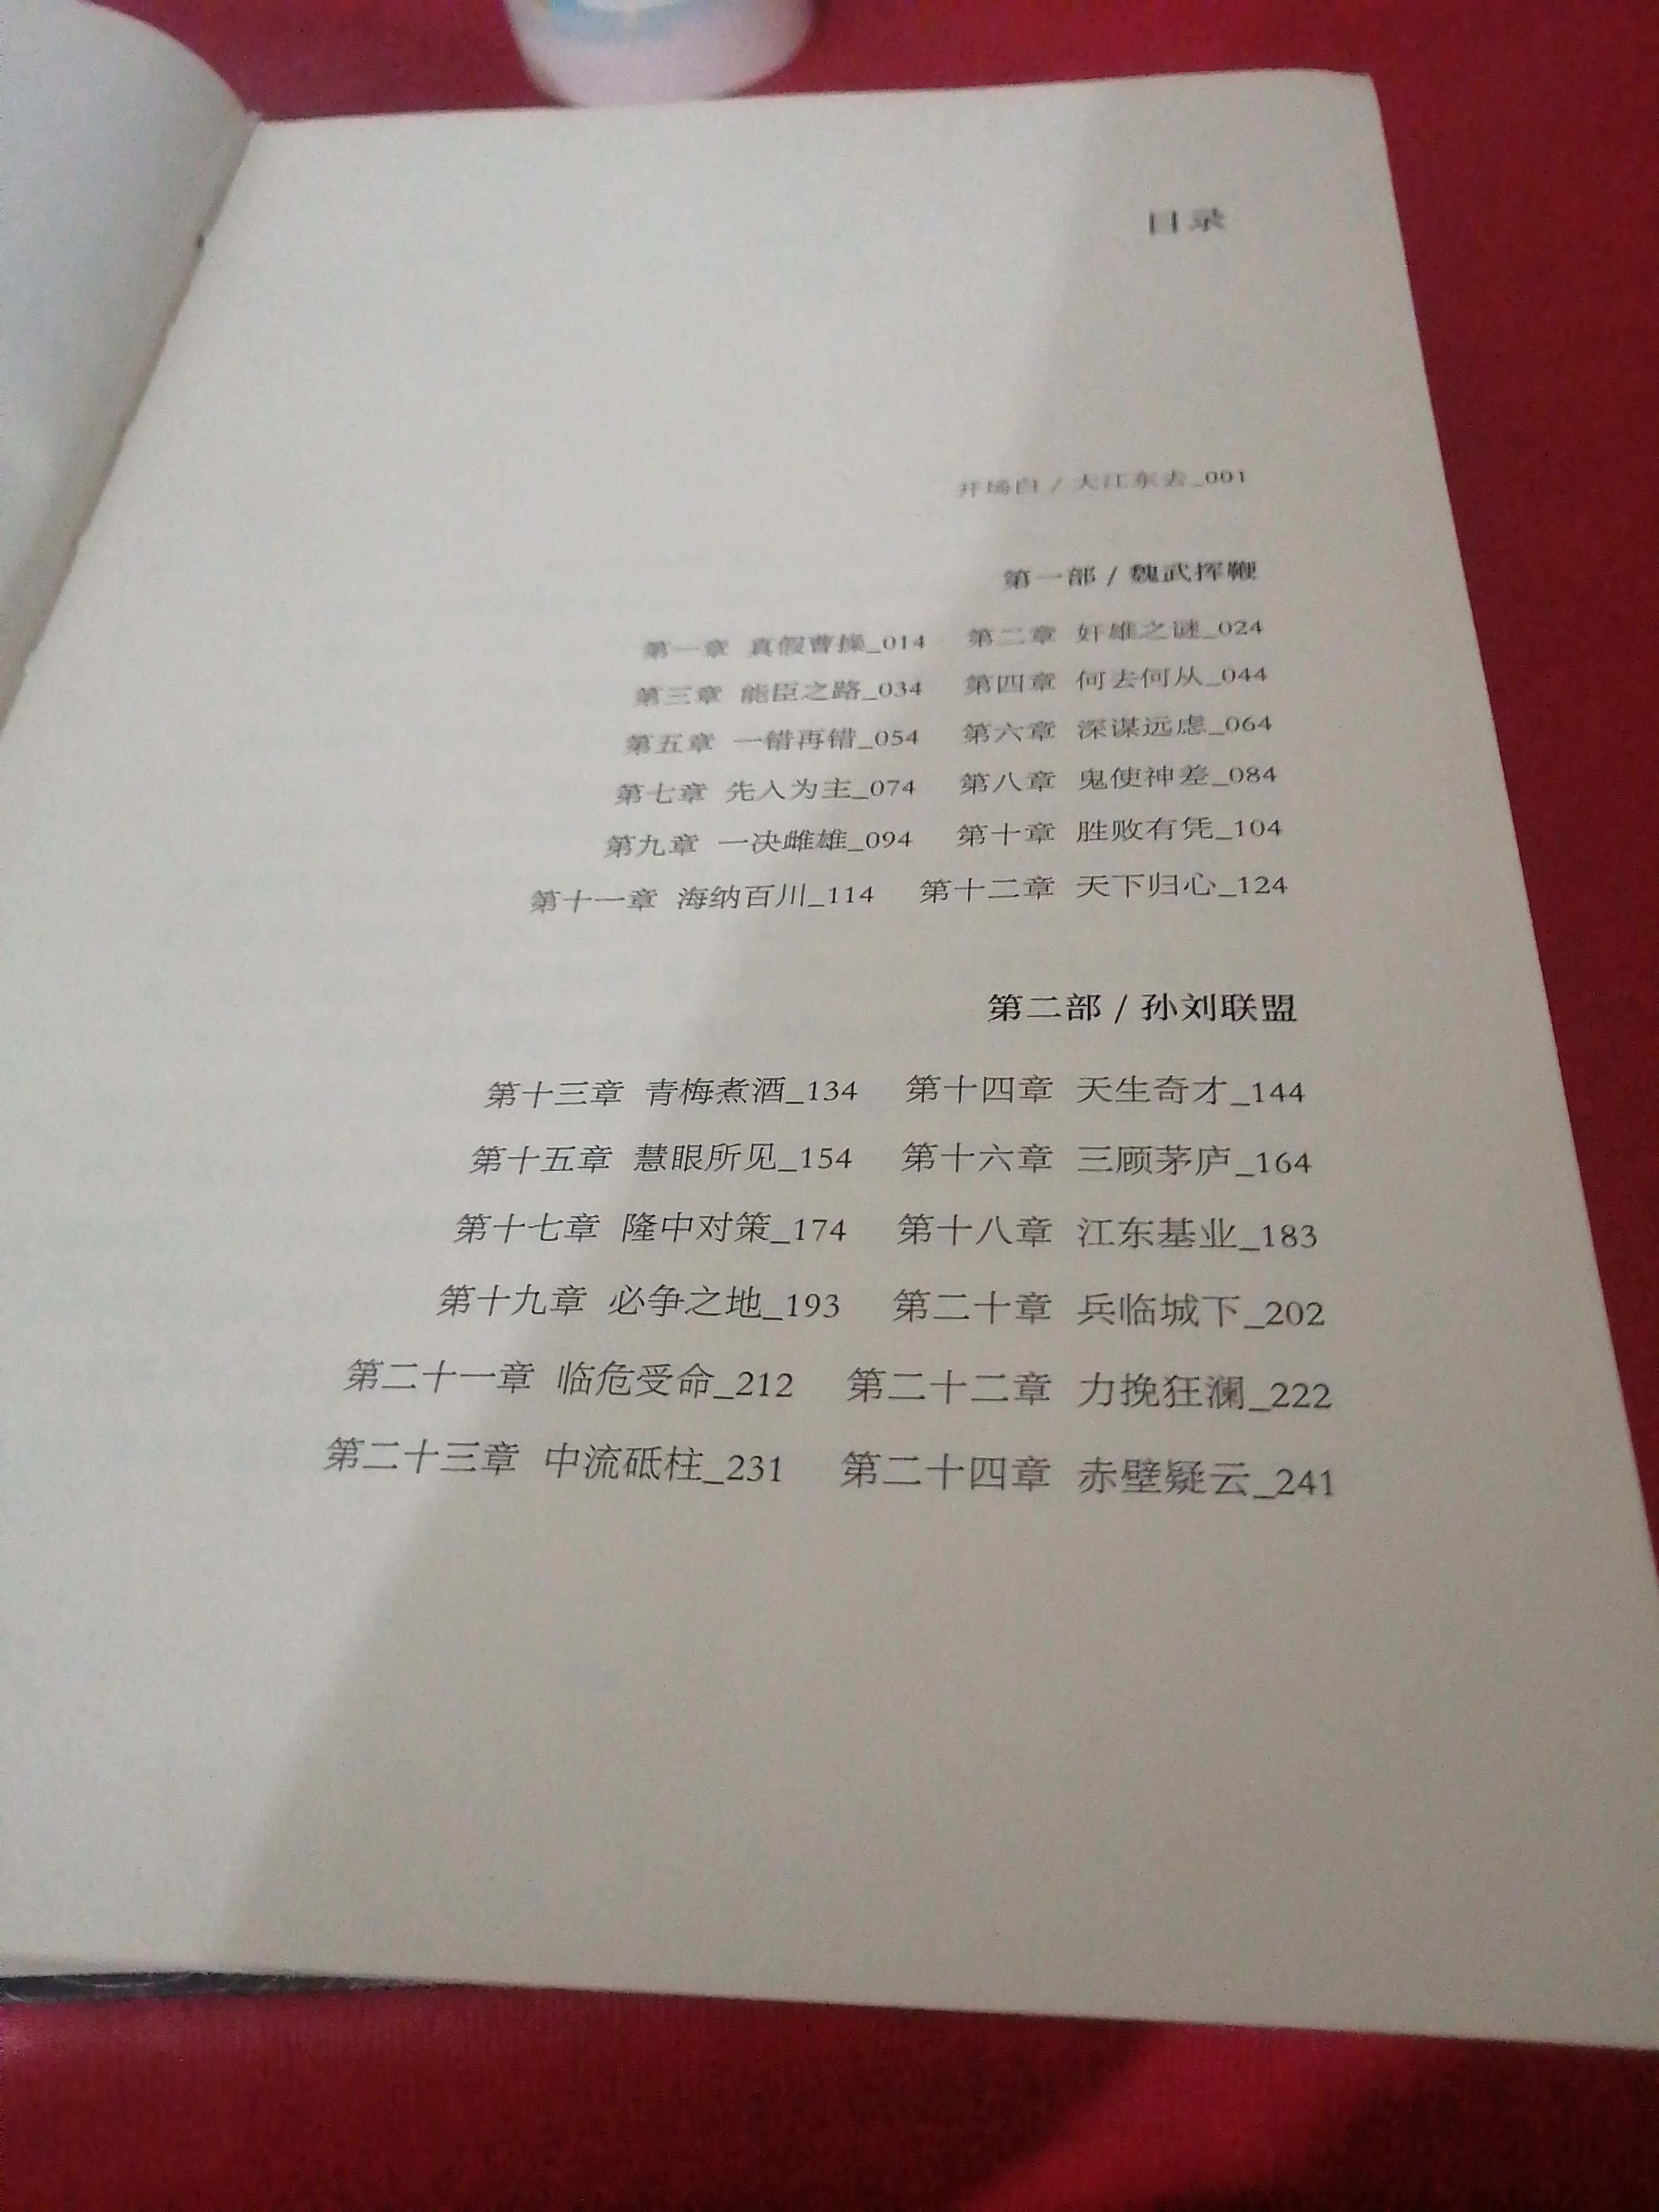 目录
开场白 / 大江东去_001
第一部 / 魏武挥鞭
第一章 真假曹操_014 第二章 奸雄之谜_024
第三章 能臣之路_034 第四章 何去何从_044
第五章 一错再错_054 第六章 深谋远虑_064
第七章 先入为主_074 第八章 鬼使神差_084
第九章 一决雌雄_094 第十章 胜败有凭_104
第十一章 海纳百川_114 第十二章 天下归心_124
第二部 / 孙刘联盟
第十三章 青梅煮酒_134 第十四章 天生奇才_144
第十五章 慧眼所见_154 第十六章 三顾茅庐_164
第十七章 隆中对策_174 第十八章 江东基业_183
第十九章 必争之地_193 第二十章 兵临城下_202
第二十一章 临危受命_212 第二十二章 力挽狂澜_222
第二十三章 中流砥柱_231 第二十四章 赤壁疑云_241